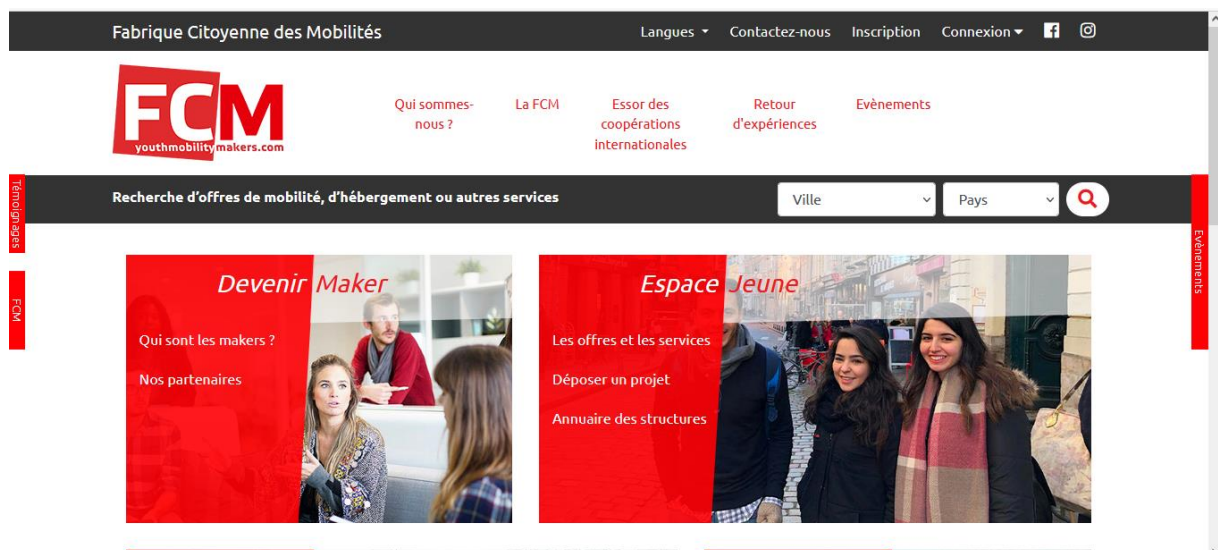 Fabrique Citoyenne des Mobilités
Langues
Contactez-nous
Inscription
Connexion
FCM
youthmobilitymakers.com
Qui sommes-
nous ?
La FCM
Essor des
coopérations
internationales
Retour
d'expériences
Evènements
Recherche d'offres de mobilité, d'hébergement ou autres services
Ville
Pays
Témoignages
FCM
Evènements
Devenir Maker
Qui sont les makers ?
Nos partenaires
Espace Jeune
Les offres et les services
Déposer un projet
Annuaire des structures